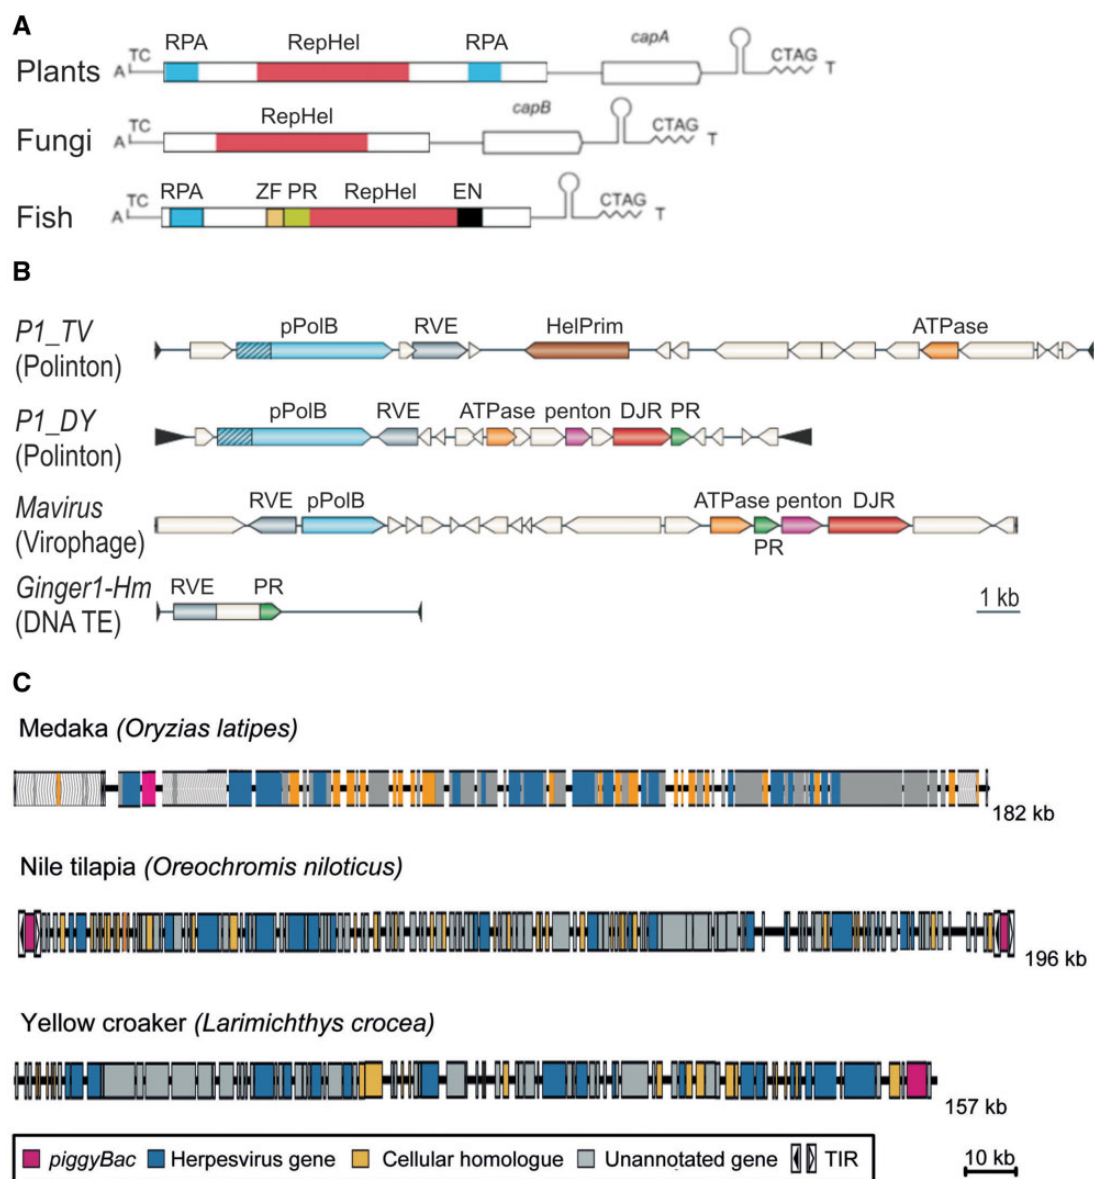 A
RPA RepHel RPA capA
Plants A TC CTAG T
RepHel capB
Fungi A TC CTAG T
RPA ZF PR RepHel EN
Fish A TC CTAG T
B
pPolB RVE HelPrim ATPase
P1_TV
(Polinton)
pPolB RVE ATPase penton DJR PR
P1_DY
(Polinton)
RVE pPolB ATPase penton DJR
Mavirus
(Virophage)
PR
Ginger1-Hm RVE PR
(DNA TE)
1 kb
C
Medaka (Oryzias latipes)
182 kb
Nile tilapia (Oreochromis niloticus)
196 kb
Yellow croaker (Larimichthys crocea)
157 kb
piggyBac Herpesvirus gene Cellular homologue Unannotated gene TIR
10 kb